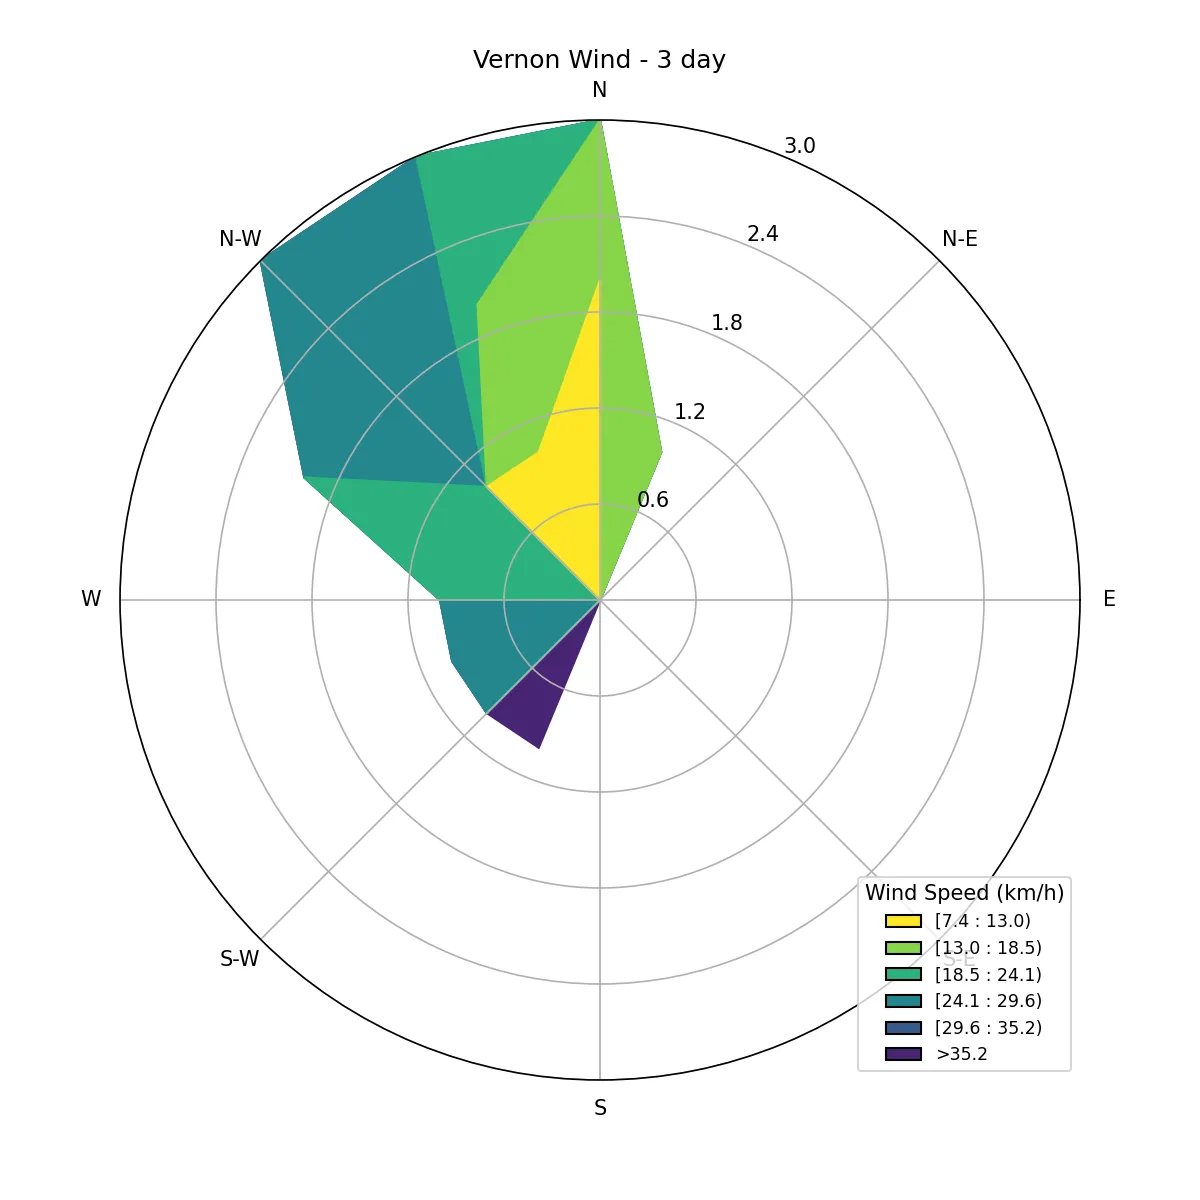 Vernon Wind - 3 day
N
3.0
2.4
N-W
N-E
1.8
1.2
0.6
W
E
S-W
S-E
S
Wind Speed (km/h)
[7.4 : 13.0)
[13.0 : 18.5)
[18.5 : 24.1)
[24.1 : 29.6)
[29.6 : 35.2)
>35.2